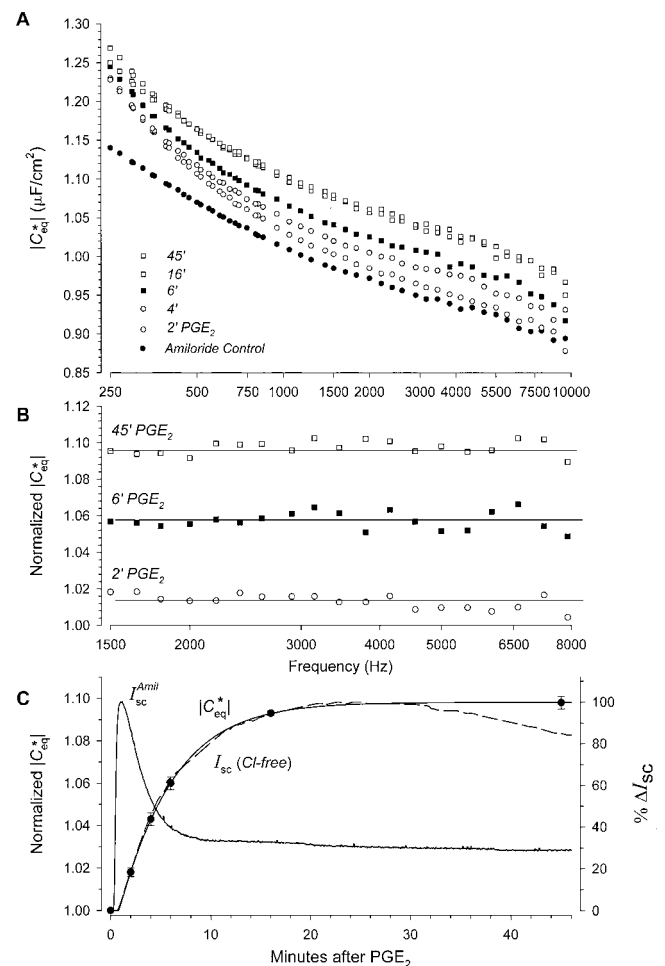 A
1.30
1.25
1.20
1.15
1.10
1.05
1.00
0.95
0.90
0.85
|C*eq| (μF/cm²)
45'
16'
6'
4'
2' PGE₂
Amiloride Control
250 500 750 1000 1500 2000 3000 4000 5500 7500 10000
B
1.12
1.10
1.08
1.06
1.04
1.02
1.00
Normalized |C*eq|
45' PGE₂
6' PGE₂
2' PGE₂
1500 2000 3000 4000 5000 6500 8000
Frequency (Hz)
C
1.10
1.08
1.06
1.04
1.02
1.00
Normalized |C*eq|
I sc Amil
|C*eq|
I sc (Cl-free)
100
80
60
40
20
0
% ΔI sc
0 10 20 30 40
Minutes after PGE₂